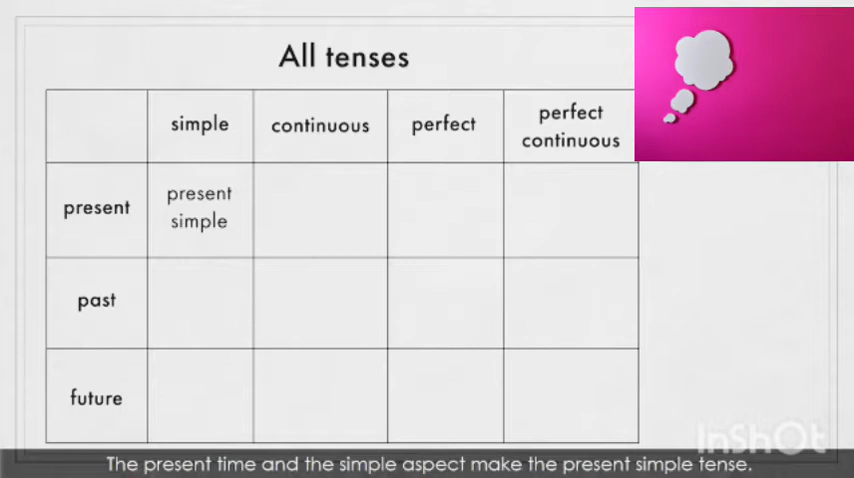 All tenses
simple
continuous
perfect
perfect
continuous
present
present
simple
past
future
InShOt
The present time and the simple aspect make the present simple tense.